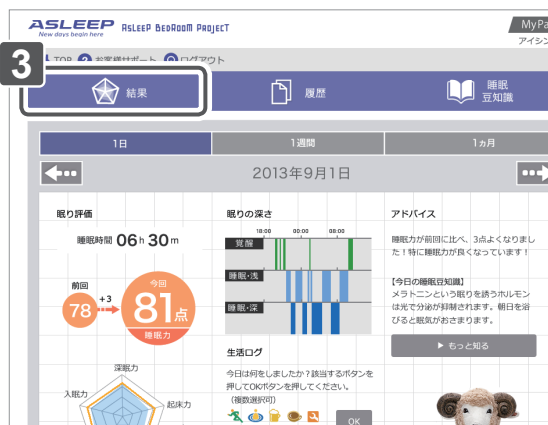 ASLEEP ASLEEP BEDROOM PROJECT
New days begin here
MyPa
アイシン
3
TOP ? お客様サポート ログアウト
結果
履歴
睡眠
豆知識
1日
1週間
1ヵ月
2013年9月1日
眠り評価
睡眠時間 06h 30m
前回
78
+3
今回
81点
睡眠力
深眠力
入眠力
起床力
眠りの深さ
18:00 00:00 08:00
覚醒
睡眠・浅
睡眠・深
生活ログ
今日は何をしましたか？該当するボタンを
押してOKボタンを押してください。
（複数選択可）
OK
アドバイス
睡眠力が前回に比べ、3点よくなりまし
た！特に睡眠力が良くなっています！
【今日の睡眠豆知識】
メラトニンという眠りを誘うホルモン
は光で分泌が抑制されます。朝日を浴
びると眠気がおさまります。
▶ もっと知る